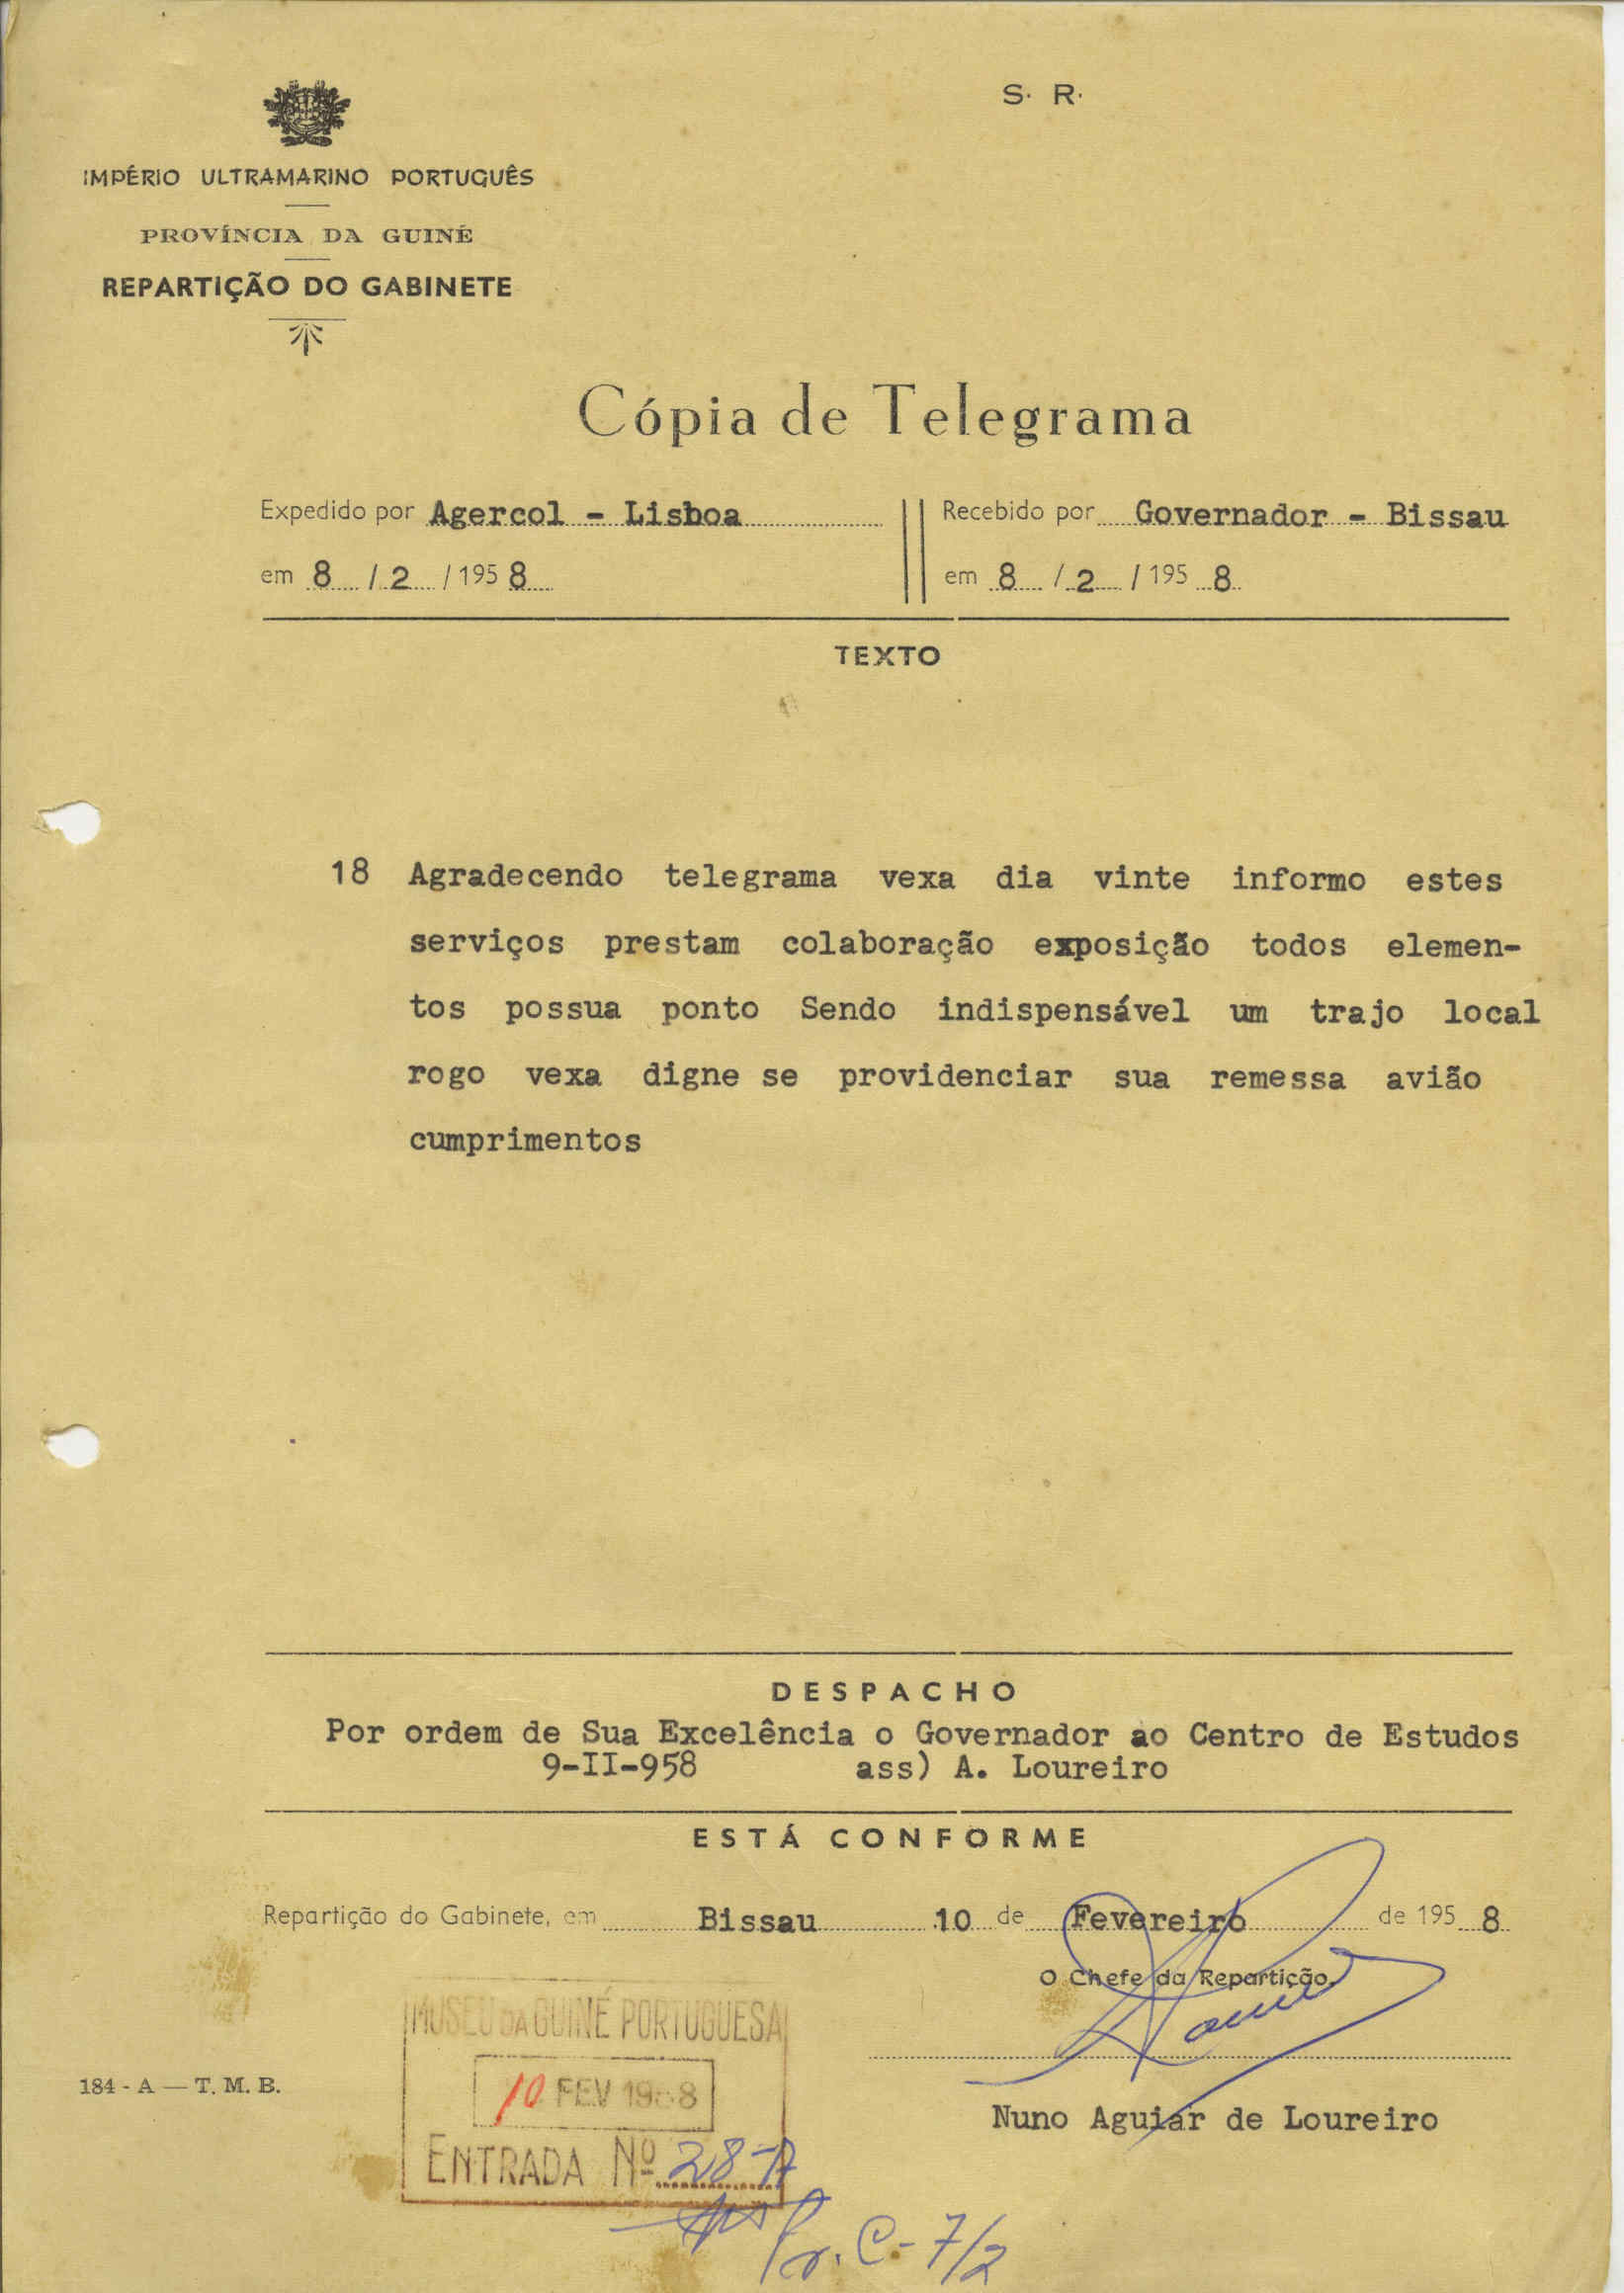 S. R.
IMPÉRIO ULTRAMARINO PORTUGUÊS
PROVÍNCIA DA GUINÉ
REPARTIÇÃO DO GABINETE
Cópia de Telegrama
Expedido por Agercol - Lisboa
em 8 / 2 / 195 8
Recebido por Governador - Bissau
em 8 / 2 / 195 8
TEXTO
18 Agradecendo telegrama vexa dia vinte informo estes
serviços prestam colaboração exposição todos elemen-
tos possua ponto Sendo indispensável um trajo local
rogo vexa digne se providenciar sua remessa avião
cumprimentos
DESPACHO
Por ordem de Sua Excelência o Governador ao Centro de Estudos
9-II-958 ass) A. Loureiro
ESTÁ CONFORME
Repartição do Gabinete, em Bissau 10 de Fevereiro de 195 8
O Chefe da Repartição,
Nuno Aguiar de Loureiro
MUSEU DA GUINÉ PORTUGUESA
10 FEV 1958
ENTRADA Nº 28-A
Pr. C-7/2
184 - A — T. M. B.